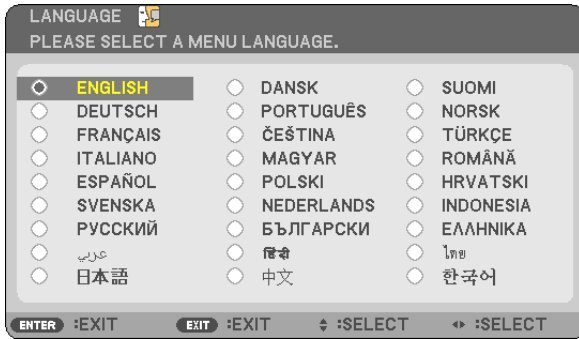 LANGUAGE
PLEASE SELECT A MENU LANGUAGE.
ENGLISH DANSK SUOMI
DEUTSCH PORTUGUÊS NORSK
FRANÇAIS ČEŠTINA TÜRKÇE
ITALIANO MAGYAR ROMÂNĂ
ESPAÑOL POLSKI HRVATSKI
SVENSKA NEDERLANDS INDONESIA
РУССКИЙ БЪЛГАРСКИ ΕΛΛΗΝΙΚΑ
عربي हिंदी ไทย
日本語 中文 한국어
ENTER :EXIT EXIT :EXIT :SELECT :SELECT